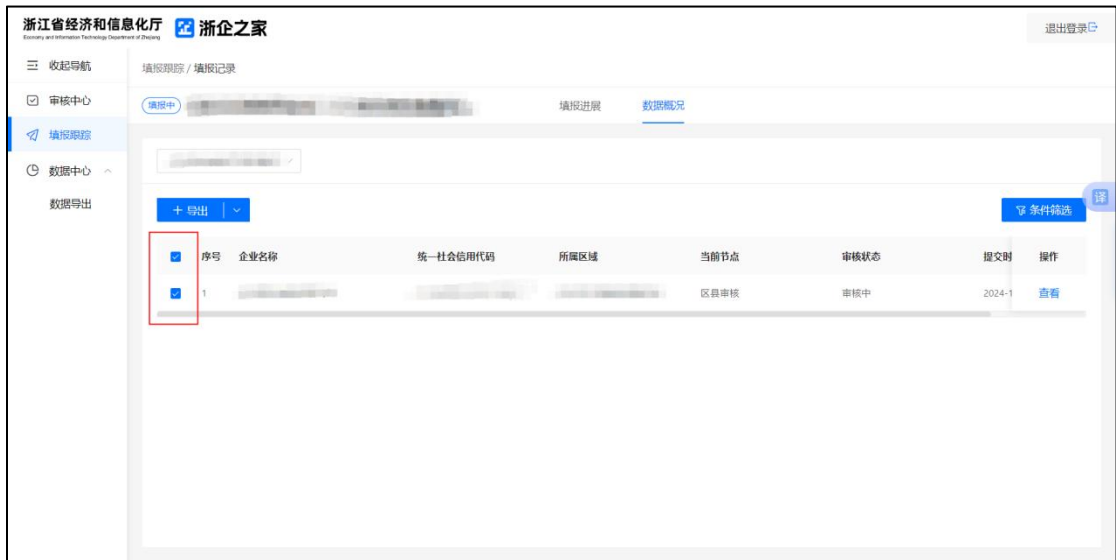 浙江省经济和信息化厅 浙企之家
Economy and Information Technology Department of Zhejiang
退出登录
收起导航
填报跟踪 / 填报记录
审核中心
填报中
填报进展 数据概况
填报跟踪
数据中心
数据导出
译
+ 导出
条件筛选
序号 企业名称 统一社会信用代码 所属区域 当前节点 审核状态 提交时 操作
1 区县审核 审核中 2024-1 查看